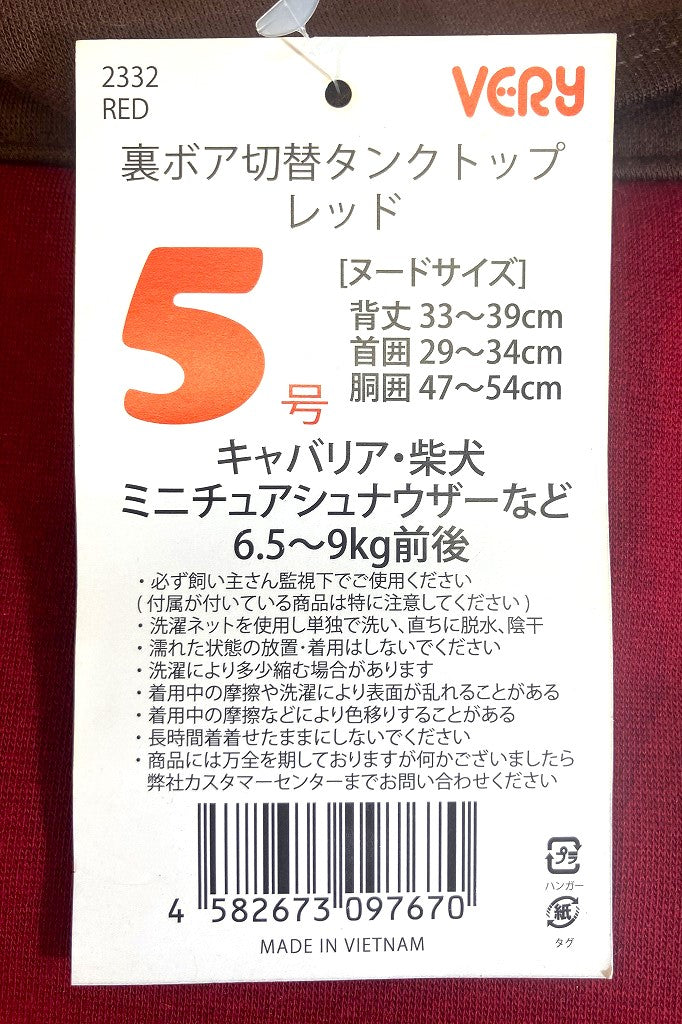 2332
RED
VERY
裏ボア切替タンクトップ
レッド
5号
[ヌードサイズ]
背丈 33〜39cm
首囲 29〜34cm
胴囲 47〜54cm
キャバリア・柴犬
ミニチュアシュナウザーなど
6.5〜9kg前後
・必ず飼い主さん監視下でご使用ください
(付属が付いている商品は特に注意してください)
・洗濯ネットを使用し単独で洗い、直ちに脱水、陰干
・濡れた状態の放置・着用はしないでください
・洗濯により多少縮む場合があります
・着用中の摩擦や洗濯により表面が乱れることがある
・着用中の摩擦などにより色移りすることがある
・長時間着着せたままにしないでください
・商品には万全を期しておりますが何かございましたら
弊社カスタマーセンターまでお問い合わせください
4 582673 097670
MADE IN VIETNAM
プラ
ハンガー
紙
タグ